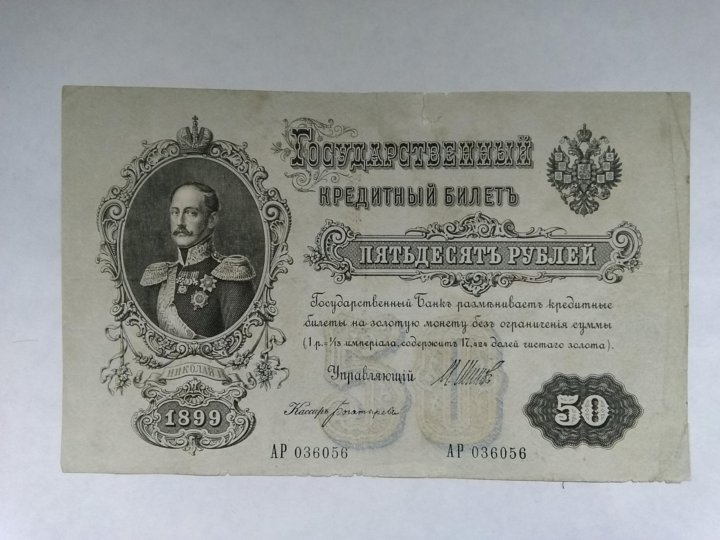 Государственный
кредитный билетъ
пятьдесятъ рублей
Государственный Банкъ размѣниваетъ кредитные
билеты на золотую монету безъ ограниченія суммы
(1 р.= 1/15 имперіала, содержитъ 17,424 долей чистаго золота).
Управляющій
Кассиръ
НИКОЛАЙ I
1899
50
50
АР 036056
АР 036056